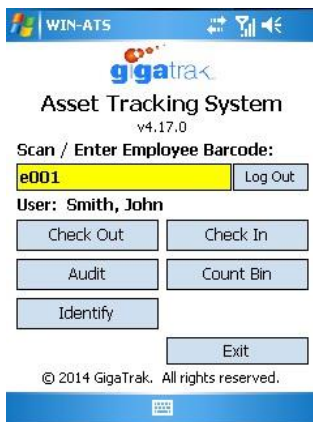 WIN-ATS
gigatrak
Asset Tracking System
v4.17.0
Scan / Enter Employee Barcode:
e001 Log Out
User: Smith, John
Check Out Check In
Audit Count Bin
Identify
Exit
© 2014 GigaTrak. All rights reserved.